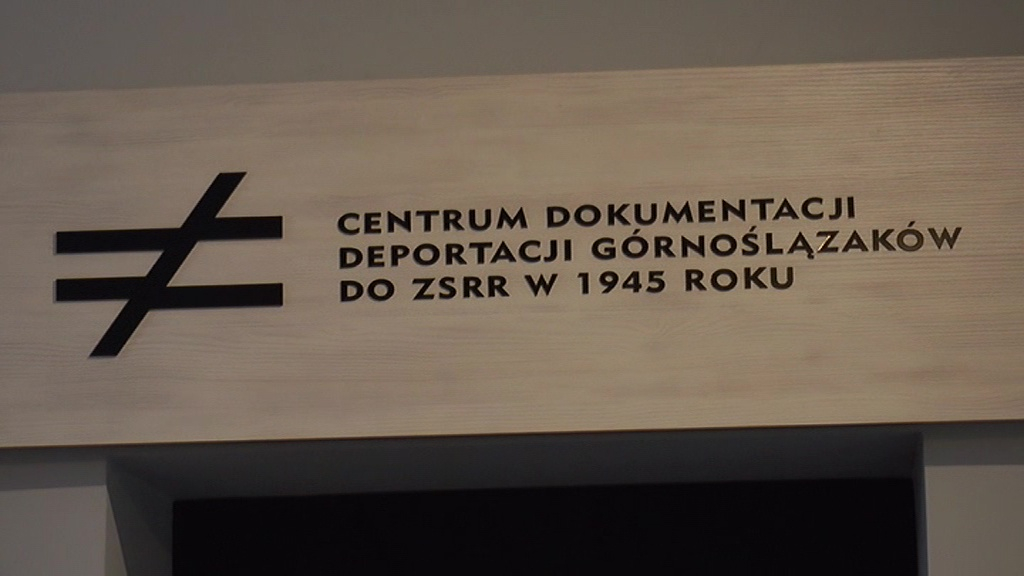 CENTRUM DOKUMENTACJI
DEPORTACJI GÓRNOŚLĄZAKÓW
DO ZSRR W 1945 ROKU